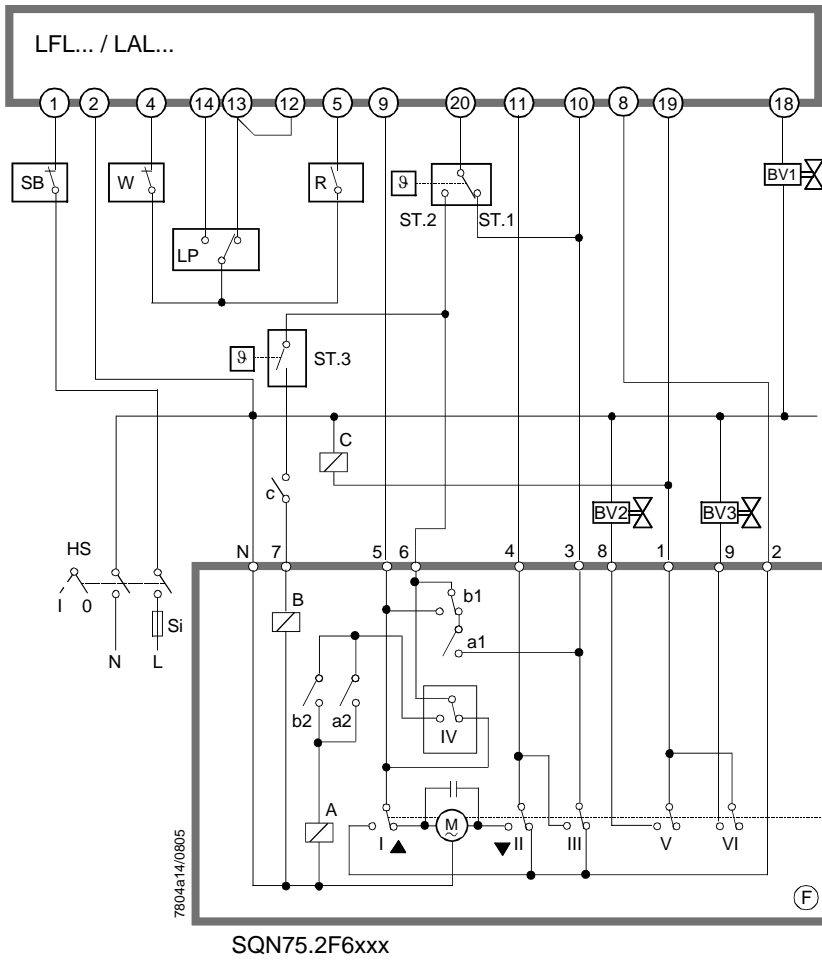 LFL... / LAL...
1 2 4 14 13 12 5 9 20 11 10 8 19 18
SB W R ϑ BV1
ST.2 ST.1
LP
ϑ ST.3
C
c BV2 BV3
HS N 7 5 6 4 3 8 1 9 2
I 0 Si B b1
N L a1
b2 a2 IV
A M
I II III V VI
7804a14/0805
F
SQN75.2F6xxx